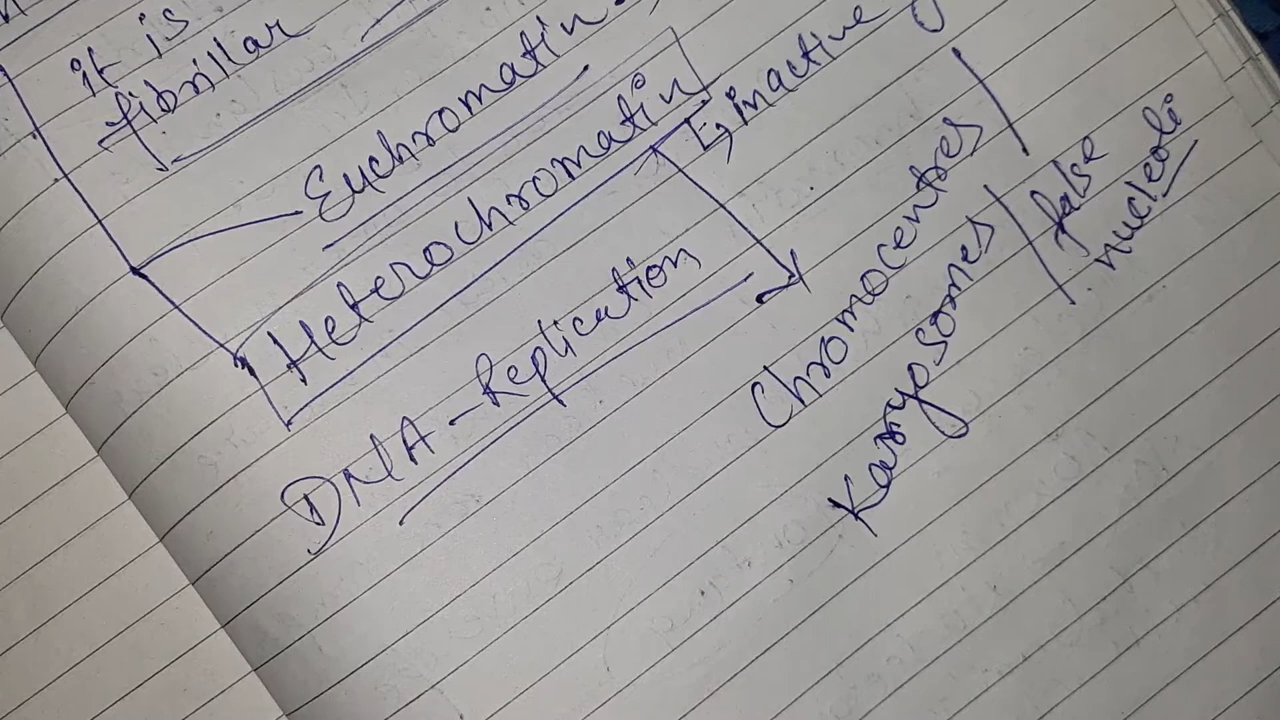 it is
fibrillar
Euchromatin
Heterochromatin
inactive
DNA-Replication
Chromocentres /
Karyosomes / false
nucleoli